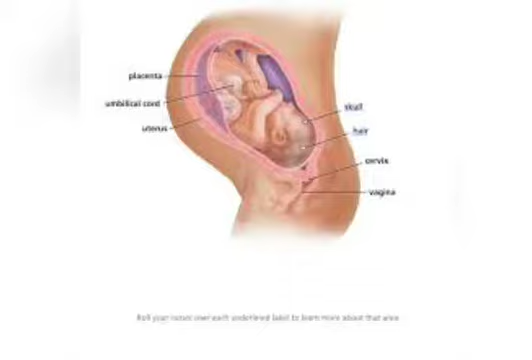 placenta
umbilical cord
uterus
skull
hair
cervix
vagina
Roll your cursor over each underlined label to learn more about that area